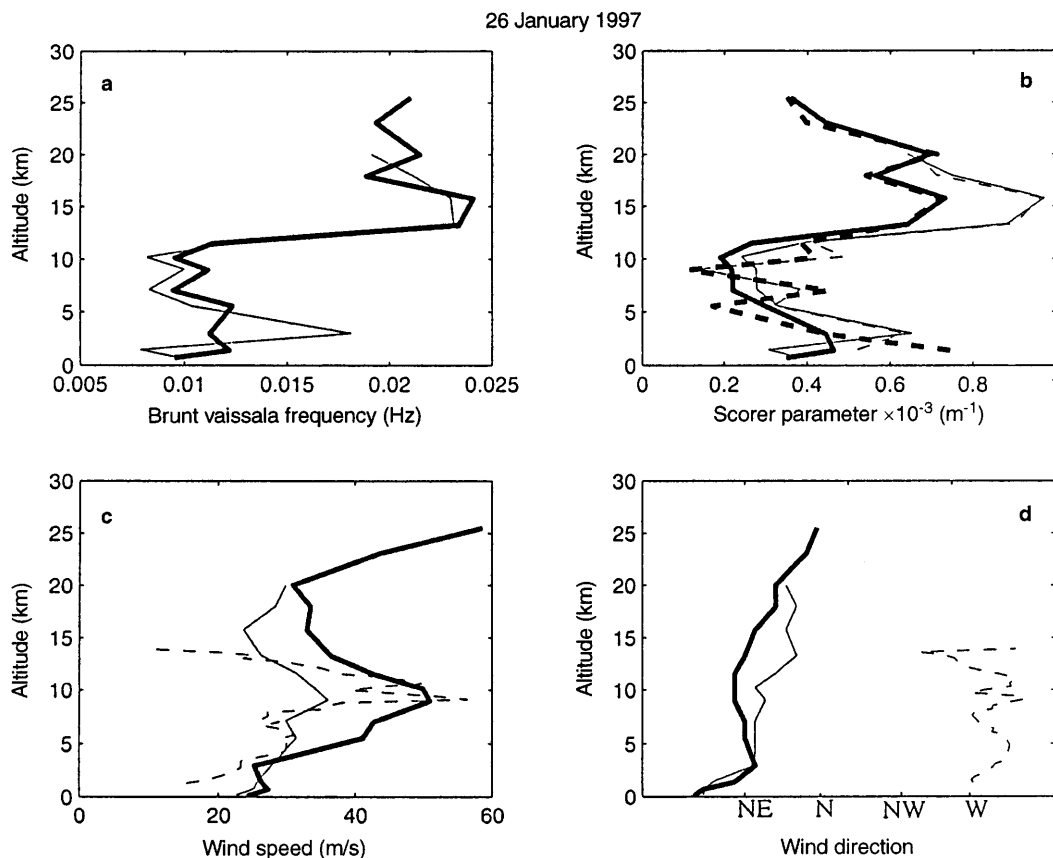 26 January 1997
a
30
25
20
15
10
5
0
Altitude (km)
0.005 0.01 0.015 0.02 0.025
Brunt vaissala frequency (Hz)
b
30
25
20
15
10
5
0
Altitude (km)
0 0.2 0.4 0.6 0.8
Scorer parameter ×10⁻³ (m⁻¹)
c
30
25
20
15
10
5
0
Altitude (km)
0 20 40 60
Wind speed (m/s)
d
30
25
20
15
10
5
0
Altitude (km)
NE N NW W
Wind direction